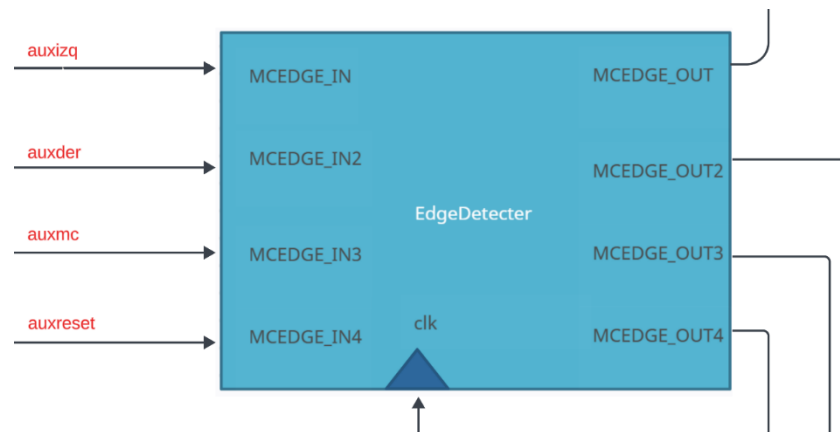 auxizq
MCEDGE_IN
MCEDGE_OUT
auxder
MCEDGE_IN2
MCEDGE_OUT2
EdgeDetecter
auxmc
MCEDGE_IN3
MCEDGE_OUT3
auxreset
clk
MCEDGE_IN4
MCEDGE_OUT4